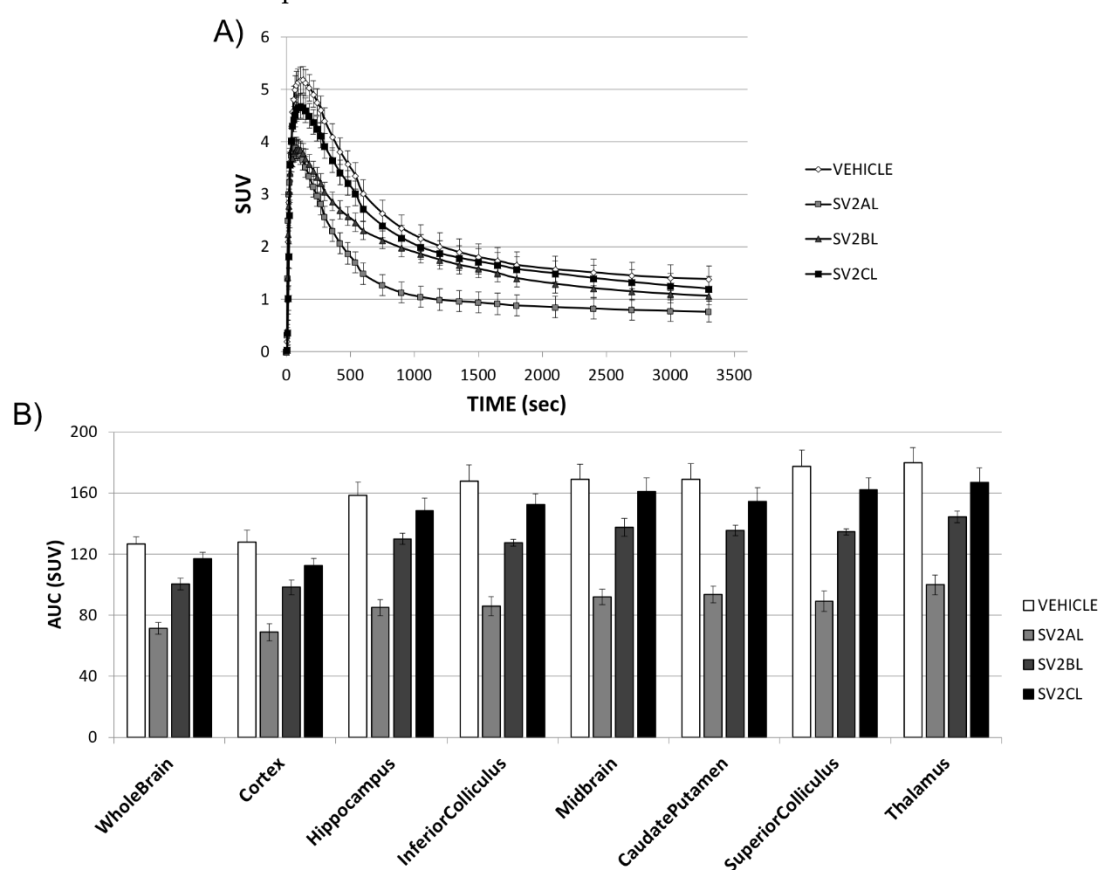 A)
6
5
4
3
2
1
0
SUV
0 500 1000 1500 2000 2500 3000 3500
TIME (sec)
VEHICLE
SV2AL
SV2BL
SV2CL
B)
200
160
120
80
40
0
AUC (SUV)
WholeBrain
Cortex
Hippocampus
InferiorColliculus
Midbrain
CaudatePutamen
SuperiorColliculus
Thalamus
VEHICLE
SV2AL
SV2BL
SV2CL